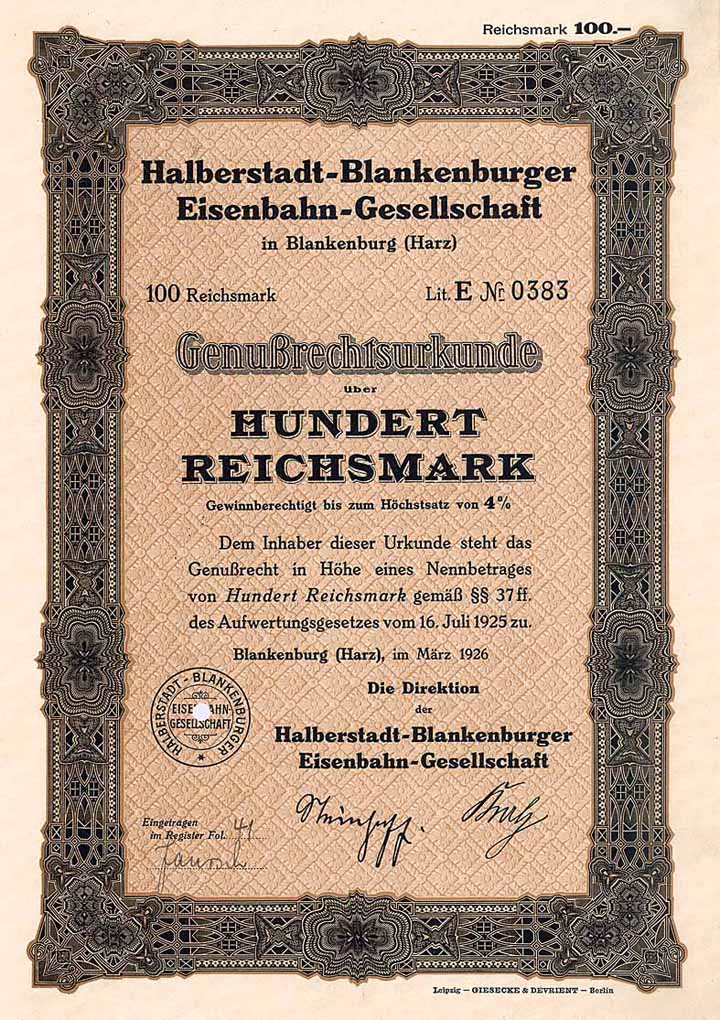 Reichsmark 100.—
Halberstadt-Blankenburger
Eisenbahn-Gesellschaft
in Blankenburg (Harz)
100 Reichsmark
Lit. E № 0383
Genußrechtsurkunde
über
HUNDERT
REICHSMARK
Gewinnberechtigt bis zum Höchstsatz von 4%
Dem Inhaber dieser Urkunde steht das
Genußrecht in Höhe eines Nennbetrages
von Hundert Reichsmark gemäß §§ 37 ff.
des Aufwertungsgesetzes vom 16. Juli 1925 zu.
Blankenburg (Harz), im März 1926
Die Direktion
der
Halberstadt-Blankenburger
Eisenbahn-Gesellschaft
HALBERSTADT - BLANKENBURGER
GESELLSCHAFT
Eingetragen
im Register Fol. 41
Leipzig — GIESECKE & DEVRIENT — Berlin